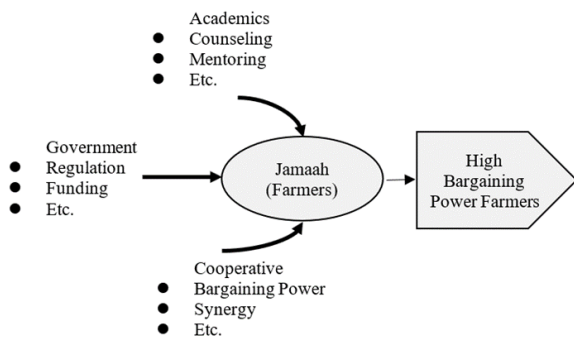 Academics
● Counseling
● Mentoring
● Etc.
Government
● Regulation
● Funding
● Etc.
Jamaah
(Farmers)
High
Bargaining
Power Farmers
Cooperative
● Bargaining Power
● Synergy
● Etc.